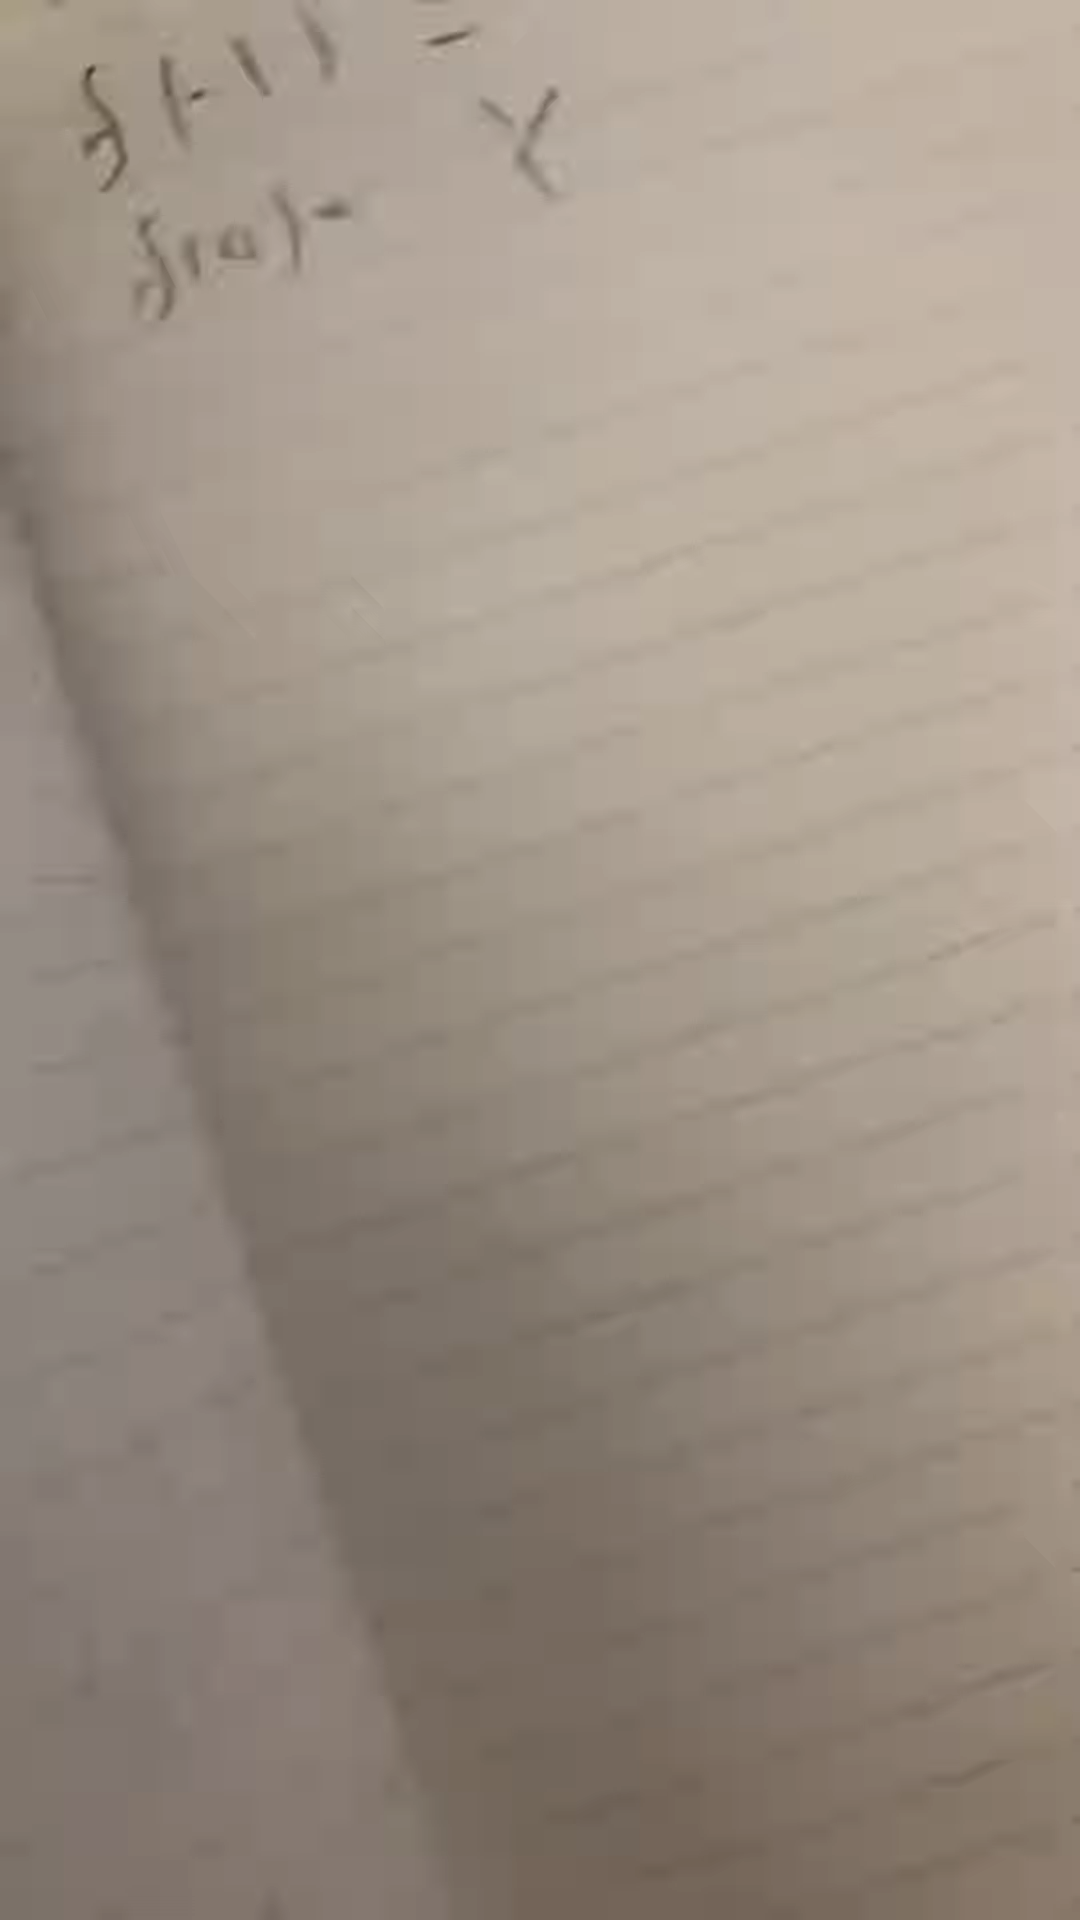 f(-1) =
f(0) -